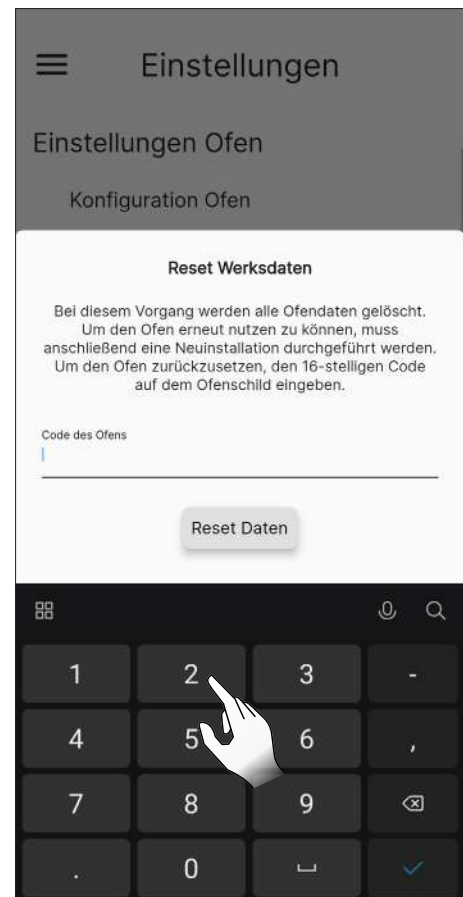 Einstellungen
Einstellungen Ofen
Konfiguration Ofen
Reset Werksdaten
Bei diesem Vorgang werden alle Ofendaten gelöscht.
Um den Ofen erneut nutzen zu können, muss
anschließend eine Neuinstallation durchgeführt werden.
Um den Ofen zurückzusetzen, den 16-stelligen Code
auf dem Ofenschild eingeben.
Code des Ofens
Reset Daten
1 2 3 -
4 5 6 ,
7 8 9
. 0